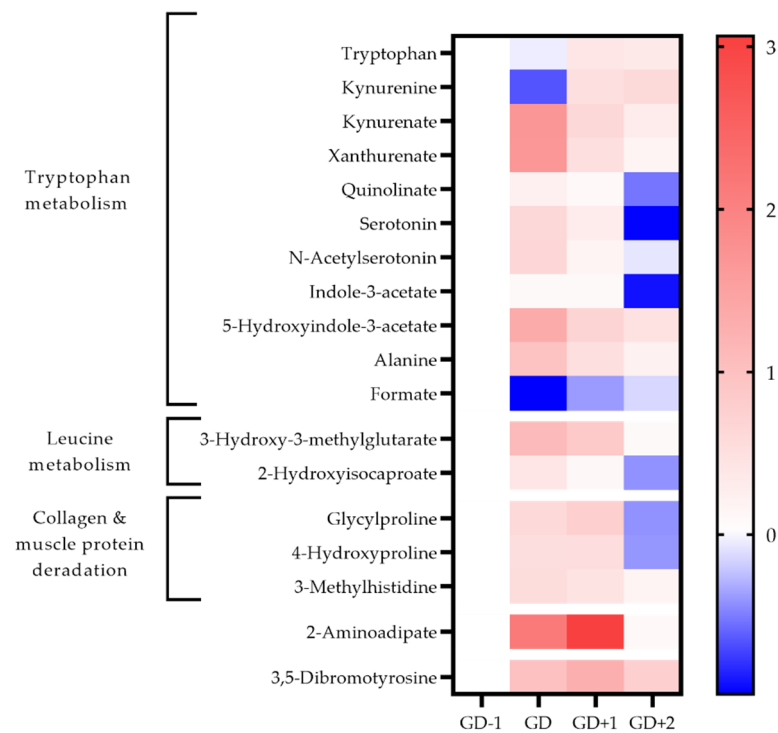 Tryptophan
metabolism
Tryptophan
Kynurenine
Kynurenate
Xanthurenate
Quinolinate
Serotonin
N-Acetylserotonin
Indole-3-acetate
5-Hydroxyindole-3-acetate
Alanine
Formate
Leucine
metabolism
3-Hydroxy-3-methylglutarate
2-Hydroxyisocaproate
Collagen &
muscle protein
deradation
Glycylproline
4-Hydroxyproline
3-Methylhistidine
2-Aminoadipate
3,5-Dibromotyrosine
GD-1 GD GD+1 GD+2
3
2
1
0